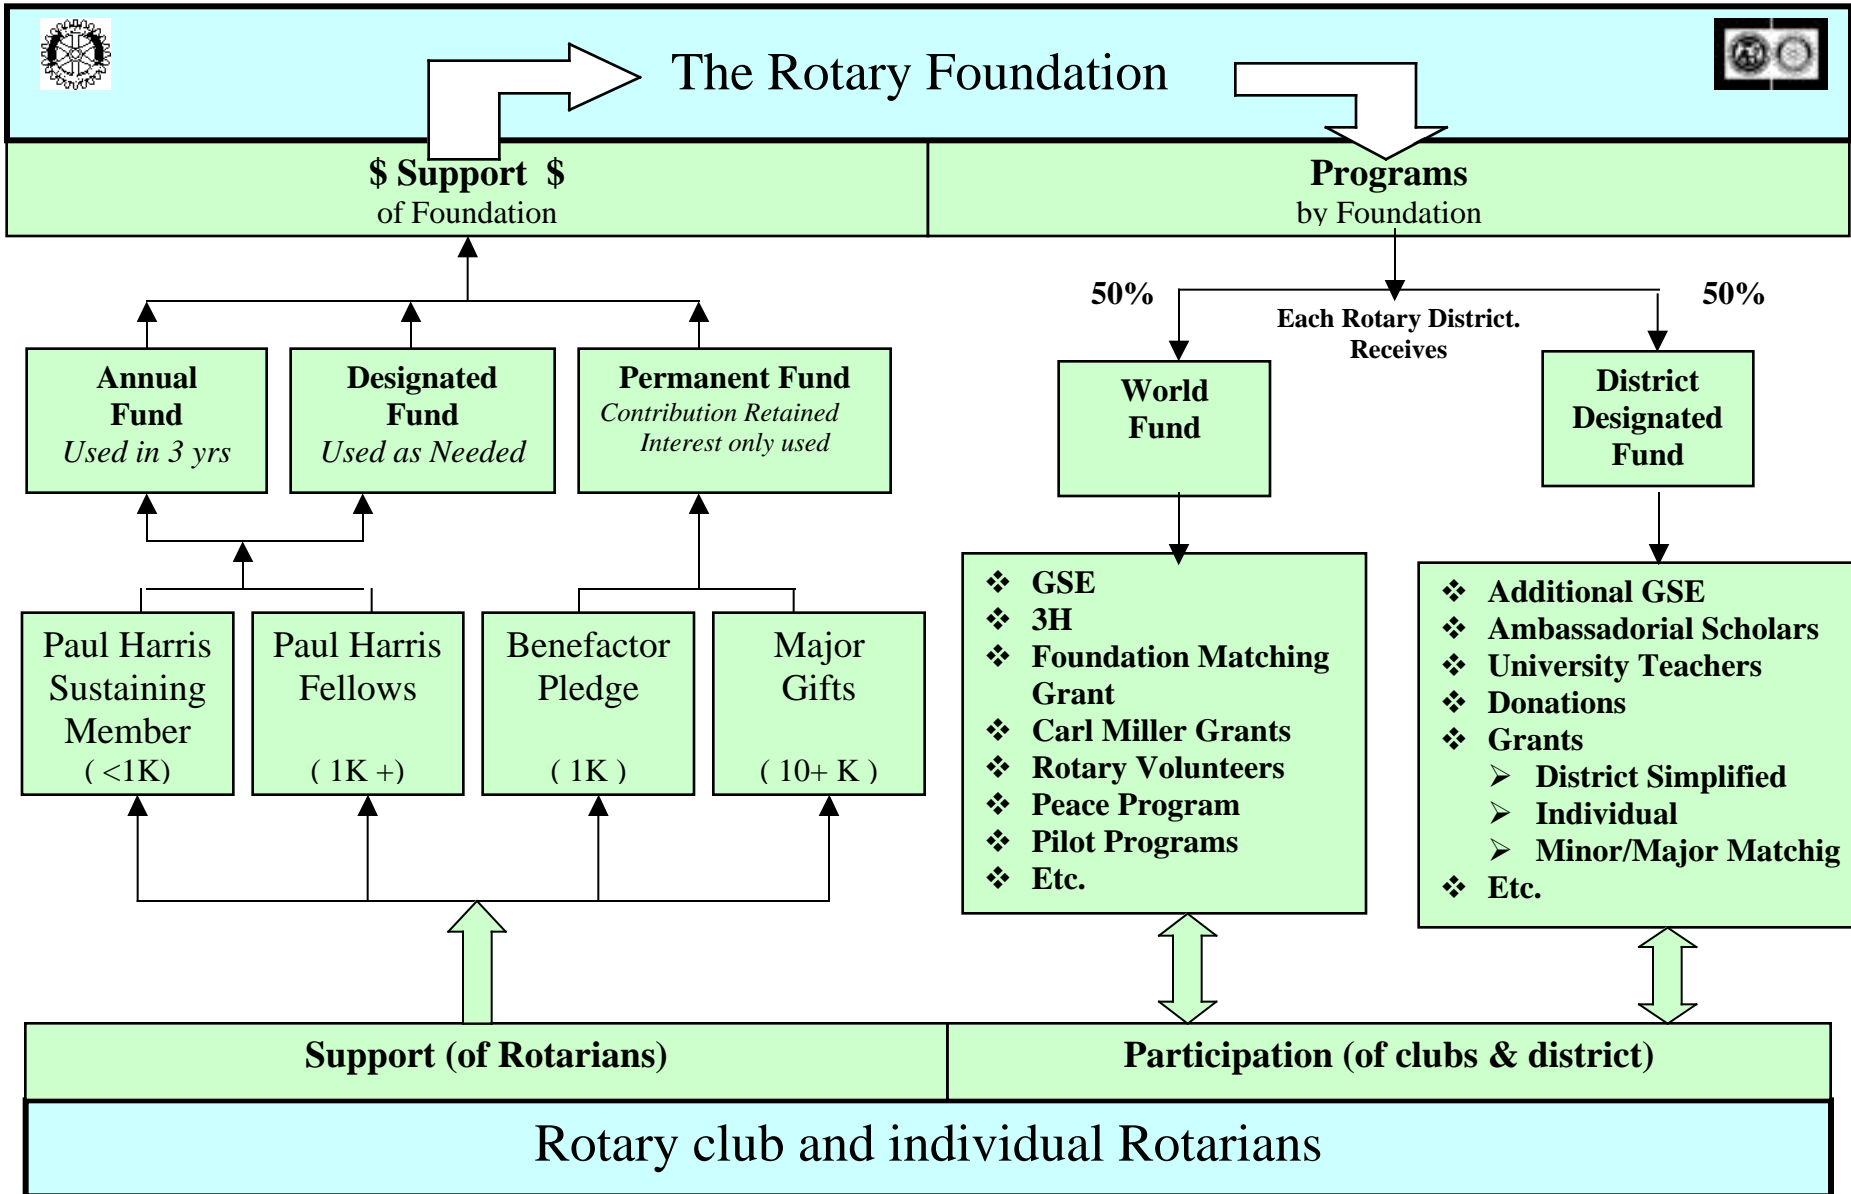 The Rotary Foundation
$ Support $
of Foundation
Programs
by Foundation
50%
50%
Each Rotary District.
Receives
Annual
Fund
Used in 3 yrs
Designated
Fund
Used as Needed
Permanent Fund
Contribution Retained
Interest only used
World
Fund
District
Designated
Fund
Paul Harris
Sustaining
Member
( <1K)
Paul Harris
Fellows
( 1K +)
Benefactor
Pledge
( 1K )
Major
Gifts
( 10+ K )
❖ GSE
❖ 3H
❖ Foundation Matching
Grant
❖ Carl Miller Grants
❖ Rotary Volunteers
❖ Peace Program
❖ Pilot Programs
❖ Etc.
❖ Additional GSE
❖ Ambassadorial Scholars
❖ University Teachers
❖ Donations
❖ Grants
➢ District Simplified
➢ Individual
➢ Minor/Major Matchig
❖ Etc.
Support (of Rotarians)
Participation (of clubs & district)
Rotary club and individual Rotarians